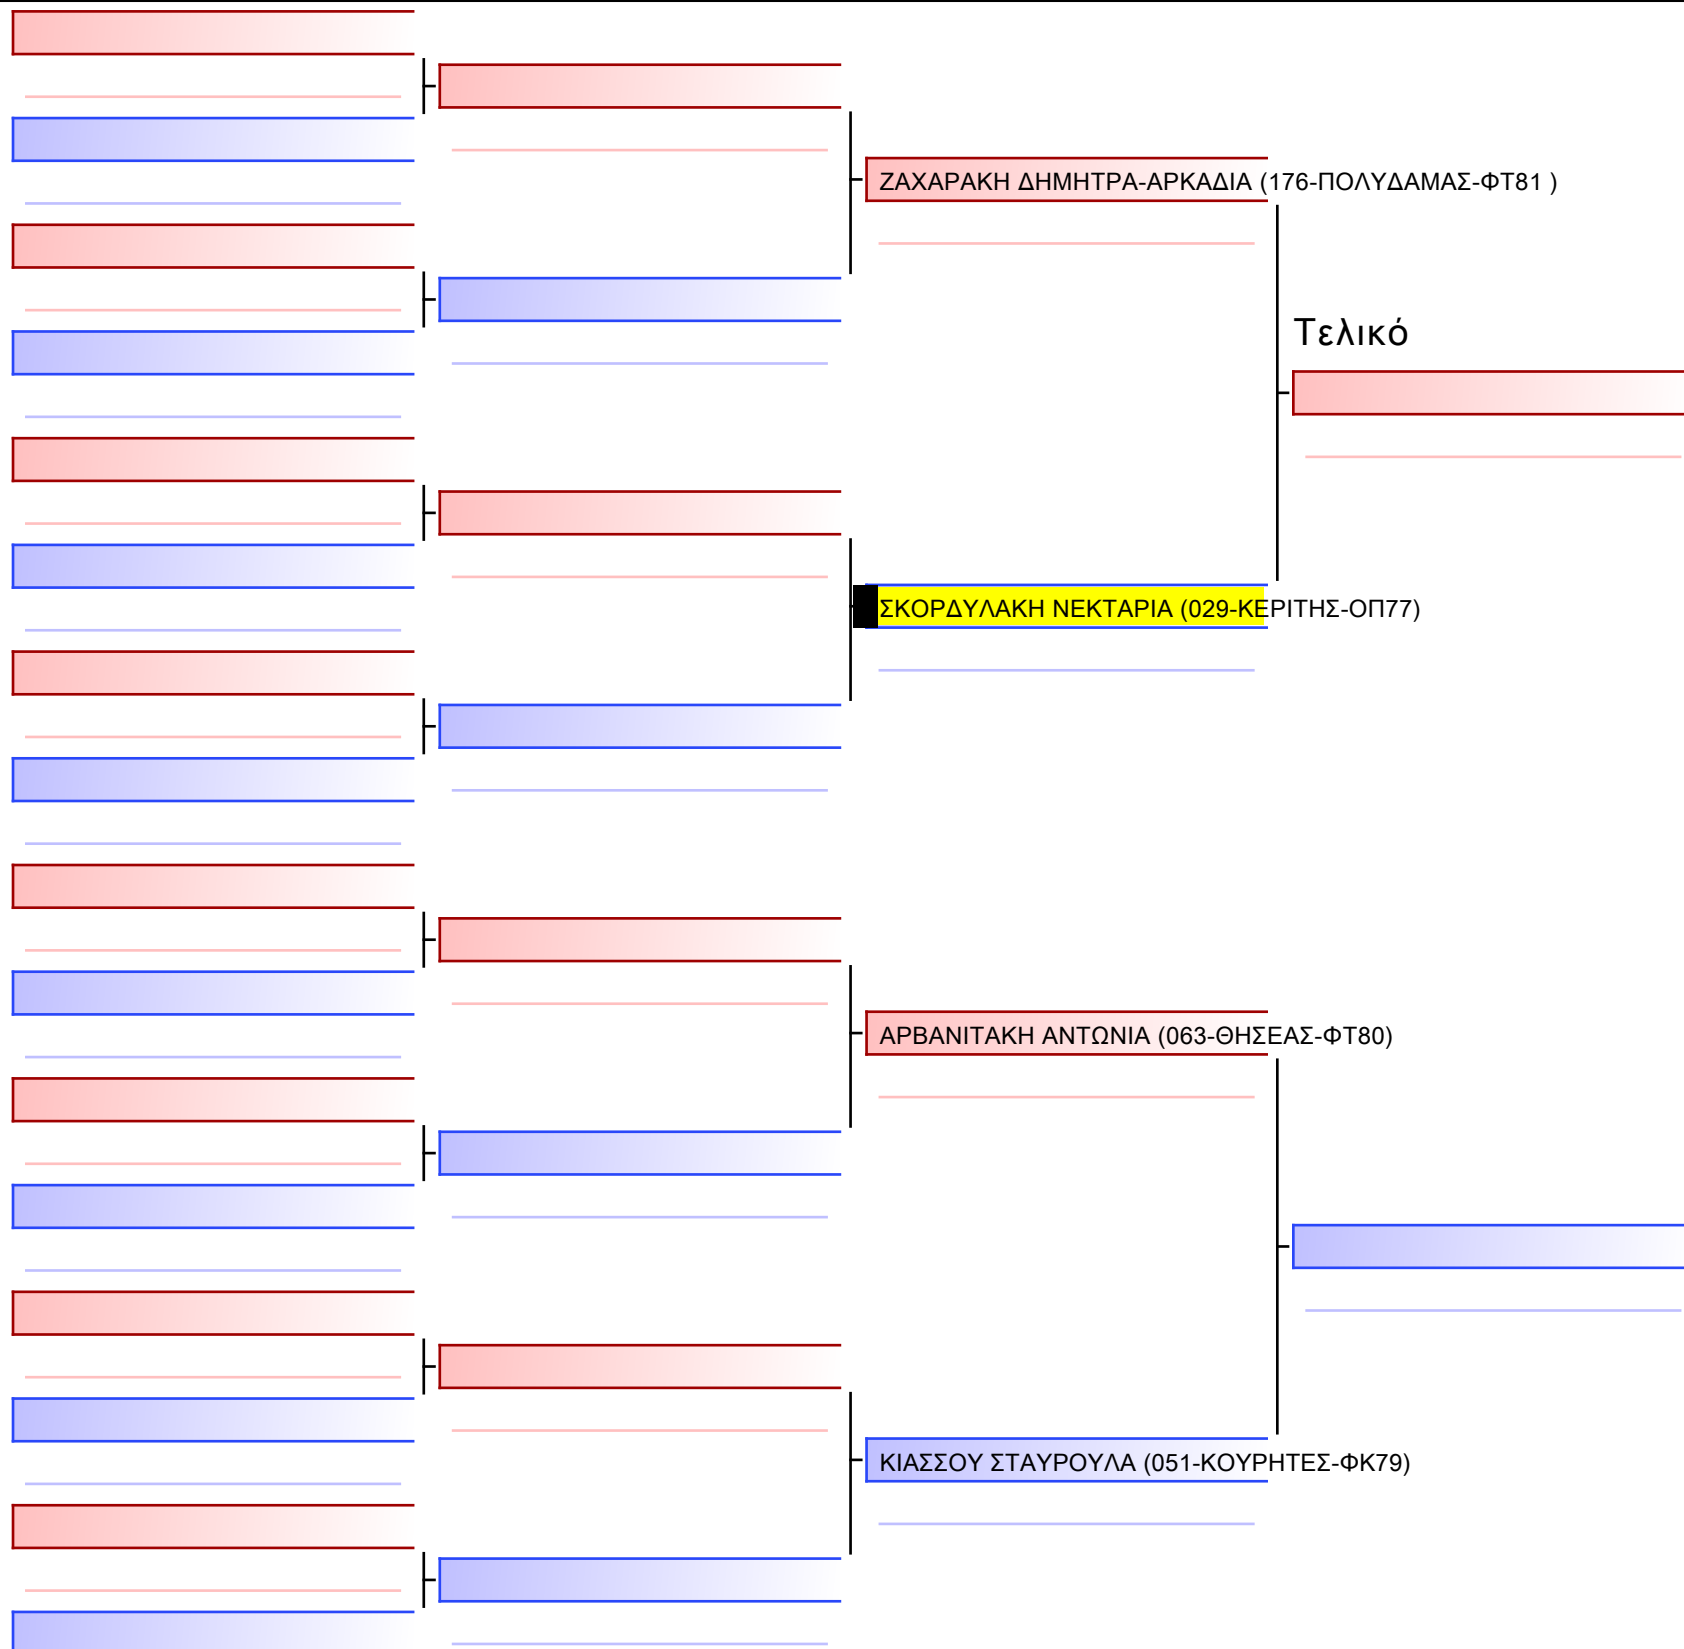 ΖΑΧΑΡΑΚΗ ΔΗΜΗΤΡΑ-ΑΡΚΑΔΙΑ (176-ΠΟΛΥΔΑΜΑΣ-ΦΤ81 )
Τελικό
ΣΚΟΡΔΥΛΑΚΗ ΝΕΚΤΑΡΙΑ (029-ΚΕΡΙΤΗΣ-ΟΠ77)
ΑΡΒΑΝΙΤΑΚΗ ΑΝΤΩΝΙΑ (063-ΘΗΣΕΑΣ-ΦΤ80)
ΚΙΑΣΣΟΥ ΣΤΑΥΡΟΥΛΑ (051-ΚΟΥΡΗΤΕΣ-ΦΚ79)